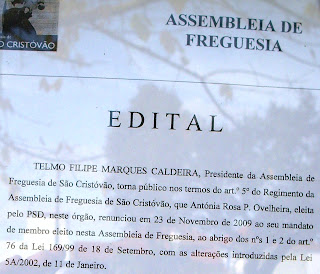 O CRISTÓVÃO
ASSEMBLEIA DE
FREGUESIA
EDITAL
TELMO FILIPE MARQUES CALDEIRA, Presidente da Assembleia de
Freguesia de São Cristóvão, torna público nos termos do art.º 5º do Regimento da
Assembleia de Freguesia de São Cristóvão, que Antónia Rosa P. Ovelheira, eleita
pelo PSD, neste órgão, renunciou em 23 de Novembro de 2009 ao seu mandato
de membro eleito nesta Assembleia de Freguesia, ao abrigo dos nºs 1 e 2 do art.º
76 da Lei 169/99 de 18 de Setembro, com as alterações introduzidas pela Lei
5A/2002, de 11 de Janeiro.